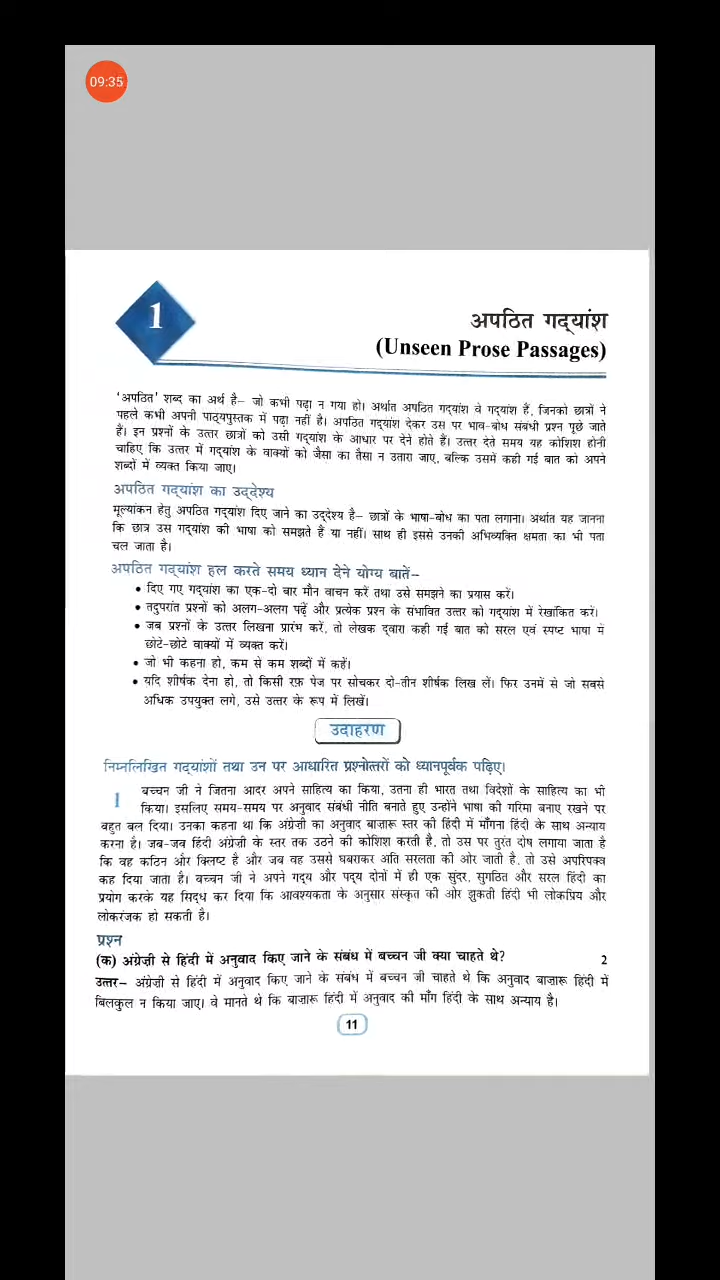 09:35
1
अपठित गद्यांश
(Unseen Prose Passages)
'अपठित' शब्द का अर्थ है– जो कभी पढ़ा न गया हो। अर्थात अपठित गद्यांश वे गद्यांश हैं, जिनको छात्रों ने
पहले कभी अपनी पाठ्यपुस्तक में पढ़ा नहीं है। अपठित गद्यांश देकर उस पर भाव-बोध संबंधी प्रश्न पूछे जाते
हैं। इन प्रश्नों के उत्तर छात्रों को उसी गद्यांश के आधार पर देने होते हैं। उत्तर देते समय यह कोशिश होनी
चाहिए कि उत्तर में गद्यांश के वाक्यों को जैसा का तैसा न उतारा जाए, बल्कि उसमें कही गई बात को अपने
शब्दों में व्यक्त किया जाए।
अपठित गद्यांश का उद्देश्य
मूल्यांकन हेतु अपठित गद्यांश दिए जाने का उद्देश्य है– छात्रों के भाषा-बोध का पता लगाना। अर्थात यह जानना
कि छात्र उस गद्यांश की भाषा को समझते हैं या नहीं। साथ ही इससे उनकी अभिव्यक्ति क्षमता का भी पता
चल जाता है।
अपठित गद्यांश हल करते समय ध्यान देने योग्य बातें–
• दिए गए गद्यांश का एक-दो बार मौन वाचन करें तथा उसे समझने का प्रयास करें।
• तदुपरांत प्रश्नों को अलग-अलग पढ़ें और प्रत्येक प्रश्न के संभावित उत्तर को गद्यांश में रेखांकित करें।
• जब प्रश्नों के उत्तर लिखना प्रारंभ करें, तो लेखक द्वारा कही गई बात को सरल एवं स्पष्ट भाषा में
छोटे-छोटे वाक्यों में व्यक्त करें।
• जो भी कहना हो, कम से कम शब्दों में कहें।
• यदि शीर्षक देना हो, तो किसी रफ़ पेज पर सोचकर दो-तीन शीर्षक लिख लें। फिर उनमें से जो सबसे
अधिक उपयुक्त लगे, उसे उत्तर के रूप में लिखें।
उदाहरण
निम्नलिखित गद्यांशों तथा उन पर आधारित प्रश्नोत्तरों को ध्यानपूर्वक पढ़िए।
1 बच्चन जी ने जितना आदर अपने साहित्य का किया, उतना ही भारत तथा विदेशों के साहित्य का भी
किया। इसलिए समय-समय पर अनुवाद संबंधी नीति बनाते हुए उन्होंने भाषा की गरिमा बनाए रखने पर
बहुत बल दिया। उनका कहना था कि अंग्रेज़ी का अनुवाद बाज़ारू स्तर की हिंदी में माँगना हिंदी के साथ अन्याय
करना है। जब-जब हिंदी अंग्रेज़ी के स्तर तक उठने की कोशिश करती है, तो उस पर तुरंत दोष लगाया जाता है
कि वह कठिन और क्लिष्ट है और जब वह उससे घबराकर अति सरलता की ओर जाती है, तो उसे अपरिपक्व
कह दिया जाता है। बच्चन जी ने अपने गद्य और पद्य दोनों में ही एक सुंदर, सुगठित और सरल हिंदी का
प्रयोग करके यह सिद्ध कर दिया कि आवश्यकता के अनुसार संस्कृत की ओर झुकती हिंदी भी लोकप्रिय और
लोकरंजक हो सकती है।
प्रश्न
(क) अंग्रेज़ी से हिंदी में अनुवाद किए जाने के संबंध में बच्चन जी क्या चाहते थे? 2
उत्तर– अंग्रेज़ी से हिंदी में अनुवाद किए जाने के संबंध में बच्चन जी चाहते थे कि अनुवाद बाज़ारू हिंदी में
बिलकुल न किया जाए। वे मानते थे कि बाज़ारू हिंदी में अनुवाद की माँग हिंदी के साथ अन्याय है।
11